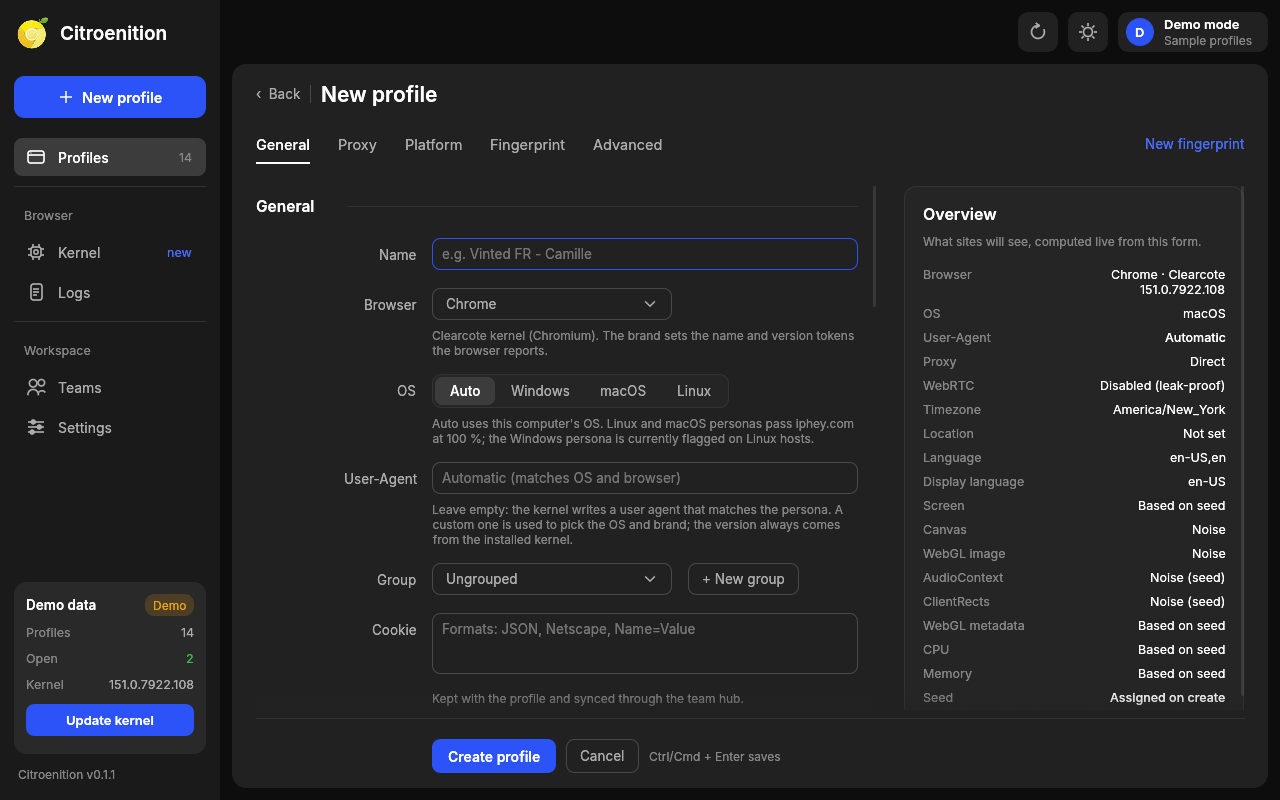 Citroenition
New profile
Profiles 14
Browser
Kernel new
Logs
Workspace
Teams
Settings
Demo data Demo
Profiles 14
Open 2
Kernel 151.0.7922.108
Update kernel
Citroenition v0.1.1
D
Demo mode
Sample profiles
‹ Back
New profile
General Proxy Platform Fingerprint Advanced
New fingerprint
General
Name
e.g. Vinted FR - Camille
Browser
Chrome
Clearcote kernel (Chromium). The brand sets the name and version tokens
the browser reports.
OS
Auto Windows macOS Linux
Auto uses this computer's OS. Linux and macOS personas pass iphey.com
at 100 %; the Windows persona is currently flagged on Linux hosts.
User-Agent
Automatic (matches OS and browser)
Leave empty: the kernel writes a user agent that matches the persona. A
custom one is used to pick the OS and brand; the version always comes
from the installed kernel.
Group
Ungrouped
+ New group
Cookie
Formats: JSON, Netscape, Name=Value
Kept with the profile and synced through the team hub.
Create profile
Cancel
Ctrl/Cmd + Enter saves
Overview
What sites will see, computed live from this form.
Browser Chrome · Clearcote
151.0.7922.108
OS macOS
User-Agent Automatic
Proxy Direct
WebRTC Disabled (leak-proof)
Timezone America/New_York
Location Not set
Language en-US,en
Display language en-US
Screen Based on seed
Canvas Noise
WebGL image Noise
AudioContext Noise (seed)
ClientRects Noise (seed)
WebGL metadata Based on seed
CPU Based on seed
Memory Based on seed
Seed Assigned on create